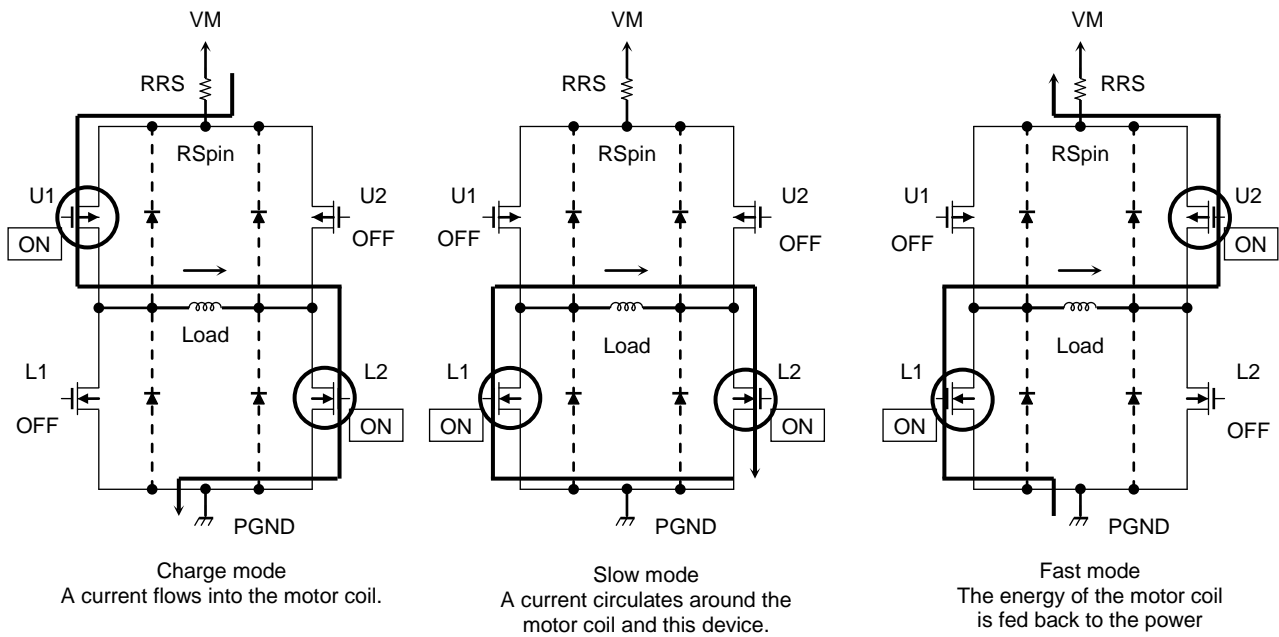 VM
RRS
RSpin
U1
U2
ON
OFF
Load
L1
L2
OFF
ON
PGND
Charge mode
A current flows into the motor coil.
VM
RRS
RSpin
U1
U2
OFF
OFF
Load
L1
L2
ON
ON
PGND
Slow mode
A current circulates around the
motor coil and this device.
VM
RRS
RSpin
U1
U2
OFF
ON
Load
L1
L2
ON
OFF
PGND
Fast mode
The energy of the motor coil
is fed back to the power